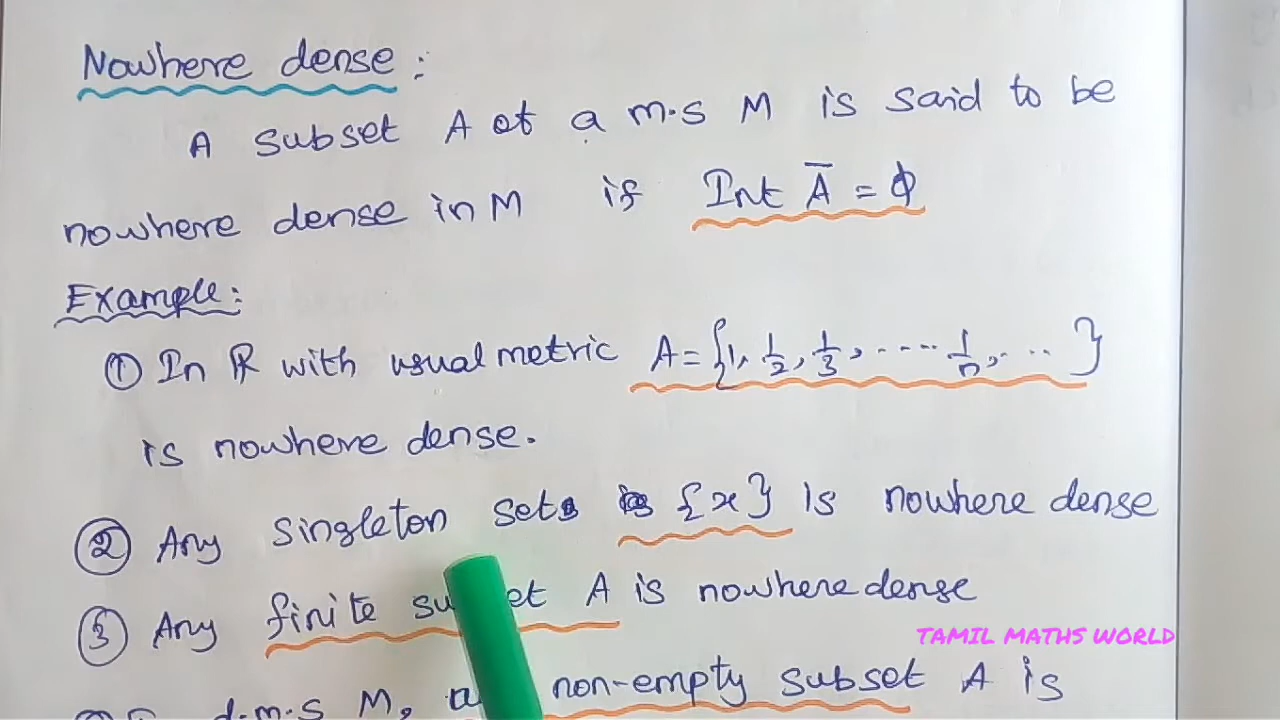 Nowhere dense :
A subset A of a m.s M is said to be
nowhere dense in M if Int A̅ = ϕ
Example:
① In ℝ with usual metric A = {1, 1/2, 1/3, ..... 1/n, ... }
is nowhere dense.
② Any singleton sets {x} is nowhere dense
③ Any finite A is nowhere dense
TAMIL MATHS WORLD
d.m.s M, non-empty subset A is